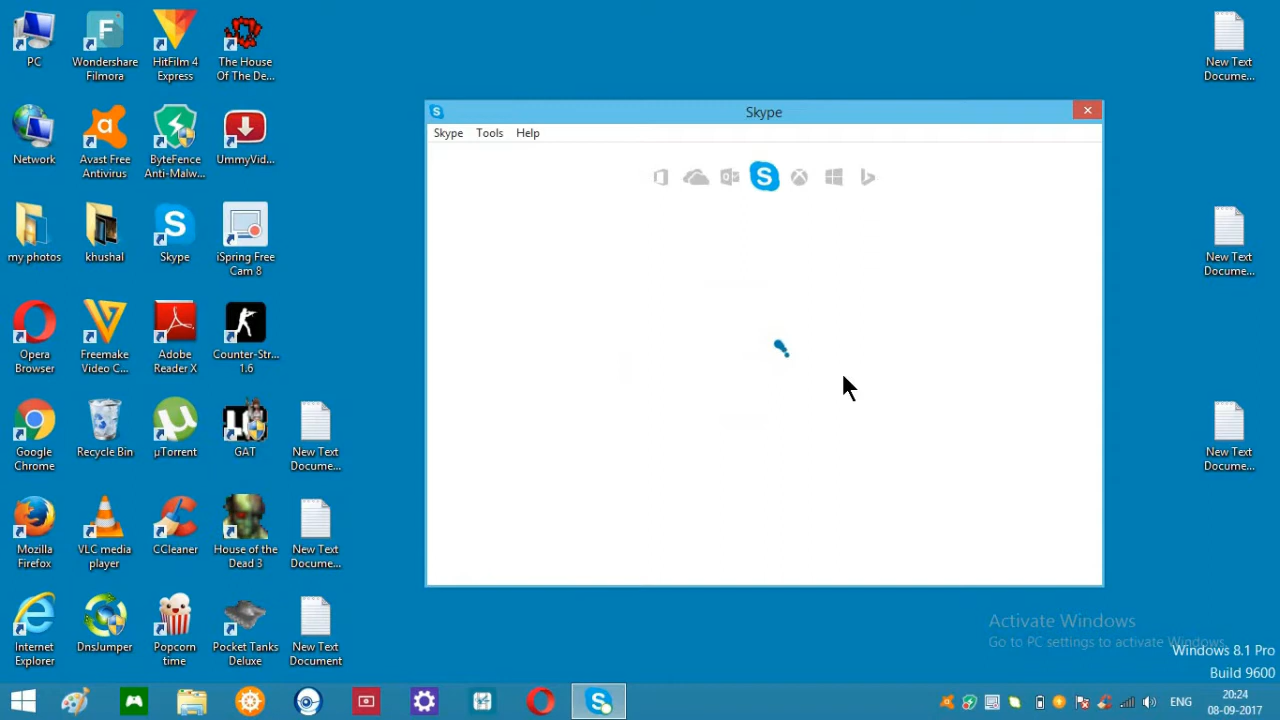 PC
Wondershare
Filmora
HitFilm 4
Express
The House
Of The De...
New Text
Docume...
Network
Avast Free
Antivirus
ByteFence
Anti-Malw...
UmmyVid...
my photos
khushal
Skype
iSpring Free
Cam 8
New Text
Docume...
Opera
Browser
Freemake
Video C...
Adobe
Reader X
Counter-Str...
1.6
Google
Chrome
Recycle Bin
µTorrent
GAT
New Text
Docume...
New Text
Docume...
Mozilla
Firefox
VLC media
player
CCleaner
House of the
Dead 3
New Text
Docume...
Internet
Explorer
DnsJumper
Popcorn
time
Pocket Tanks
Deluxe
New Text
Document
Skype
Skype Tools Help
Activate Windows
Go to PC settings to activate Windows.
Windows 8.1 Pro
Build 9600
ENG
20:24
08-09-2017